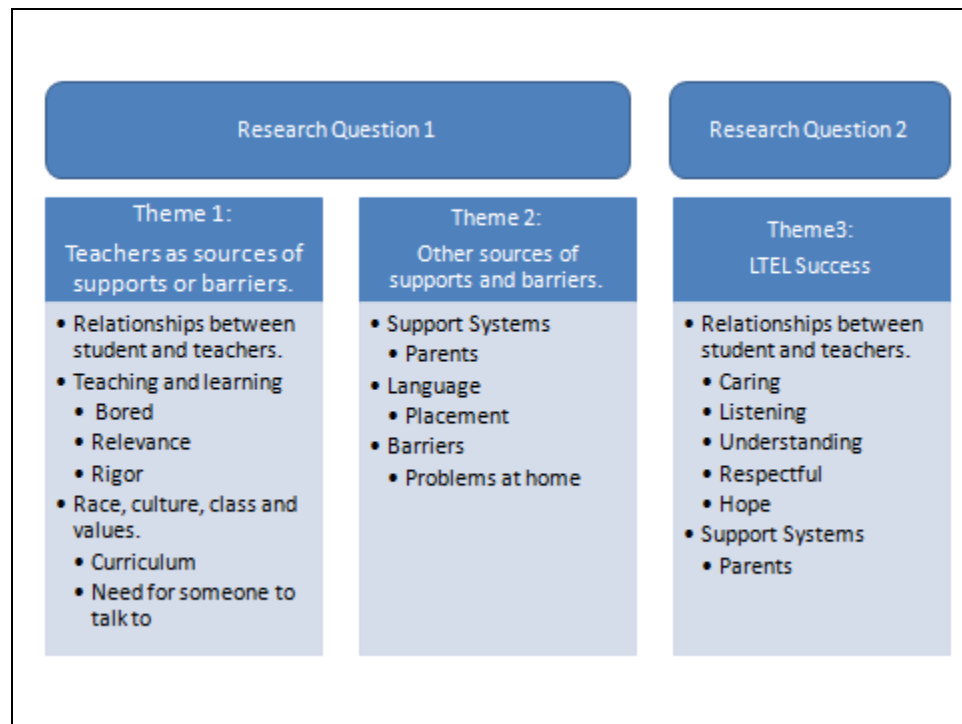 Research Question 1
Research Question 2
Theme 1:
Teachers as sources of
supports or barriers.
• Relationships between
student and teachers.
• Teaching and learning
• Bored
• Relevance
• Rigor
• Race, culture, class and
values.
• Curriculum
• Need for someone to
talk to
Theme 2:
Other sources of
supports and barriers.
• Support Systems
• Parents
• Language
• Placement
• Barriers
• Problems at home
Theme3:
LTEL Success
• Relationships between
student and teachers.
• Caring
• Listening
• Understanding
• Respectful
• Hope
• Support Systems
• Parents